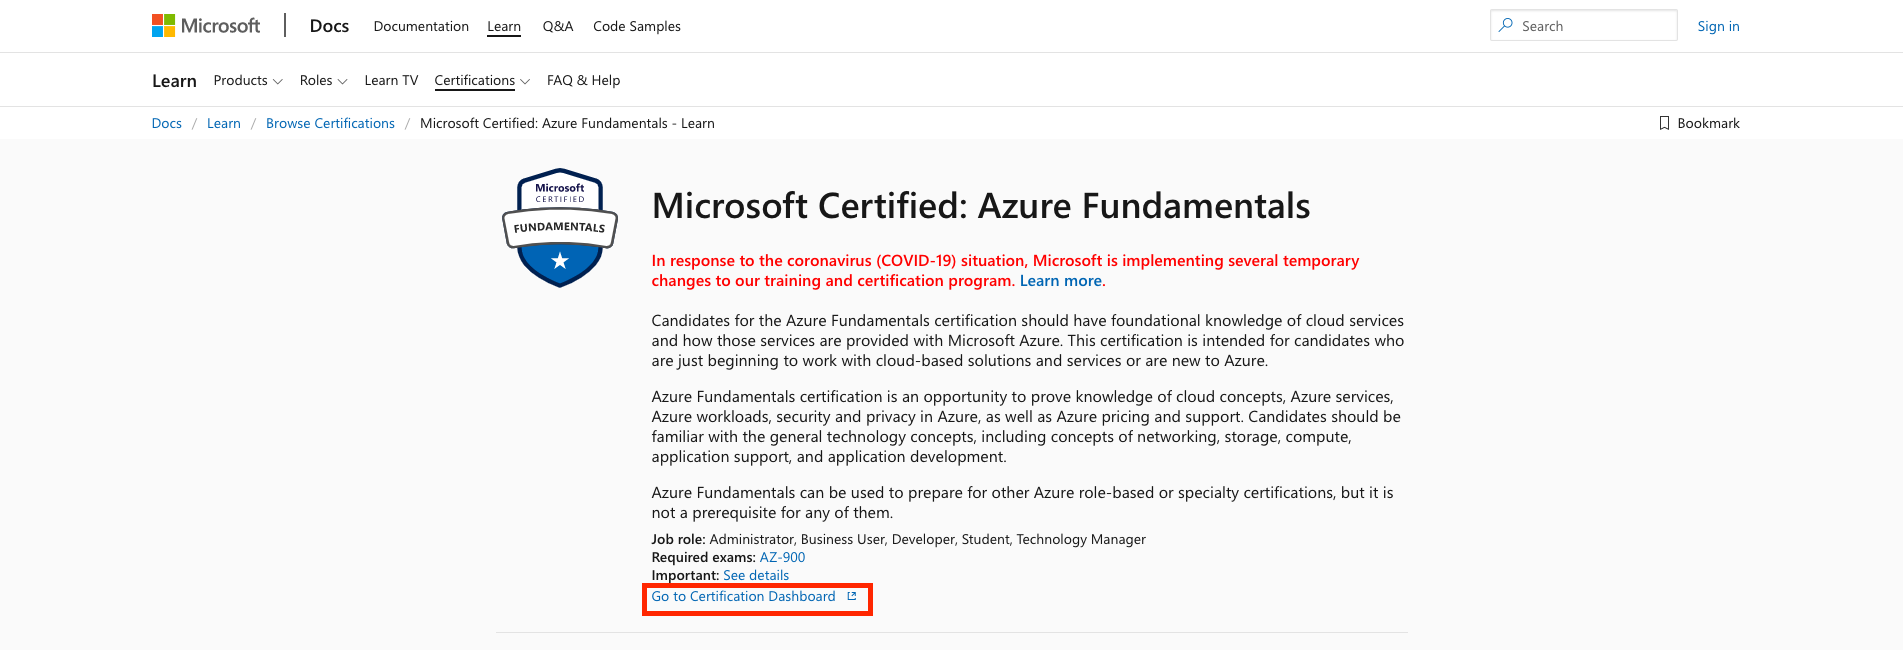 Microsoft Docs Documentation Learn Q&A Code Samples Search Sign in
Learn Products Roles Learn TV Certifications FAQ & Help
Docs / Learn / Browse Certifications / Microsoft Certified: Azure Fundamentals - Learn Bookmark
Microsoft
CERTIFIED
FUNDAMENTALS
Microsoft Certified: Azure Fundamentals
In response to the coronavirus (COVID-19) situation, Microsoft is implementing several temporary
changes to our training and certification program. Learn more.
Candidates for the Azure Fundamentals certification should have foundational knowledge of cloud services
and how those services are provided with Microsoft Azure. This certification is intended for candidates who
are just beginning to work with cloud-based solutions and services or are new to Azure.
Azure Fundamentals certification is an opportunity to prove knowledge of cloud concepts, Azure services,
Azure workloads, security and privacy in Azure, as well as Azure pricing and support. Candidates should be
familiar with the general technology concepts, including concepts of networking, storage, compute,
application support, and application development.
Azure Fundamentals can be used to prepare for other Azure role-based or specialty certifications, but it is
not a prerequisite for any of them.
Job role: Administrator, Business User, Developer, Student, Technology Manager
Required exams: AZ-900
Important: See details
Go to Certification Dashboard